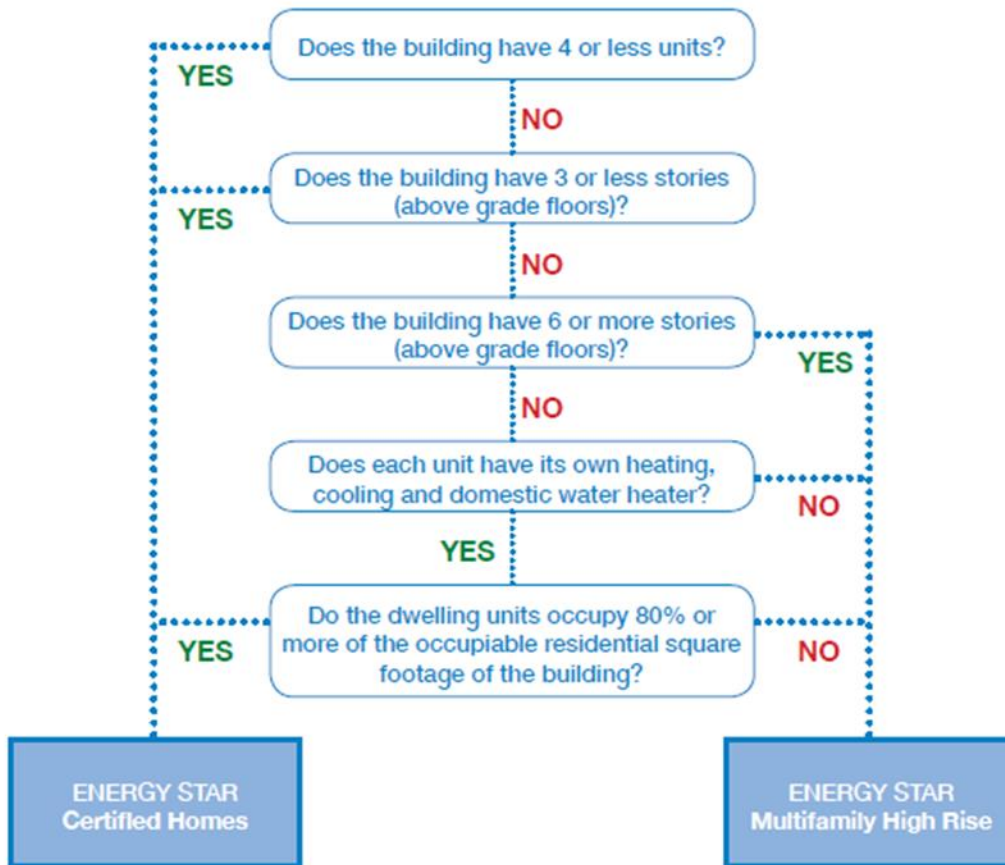 Does the building have 4 or less units?
YES
NO
Does the building have 3 or less stories
(above grade floors)?
YES
NO
Does the building have 6 or more stories
(above grade floors)?
YES
NO
Does each unit have its own heating,
cooling and domestic water heater?
NO
YES
Do the dwelling units occupy 80% or
more of the occupiable residential square
footage of the building?
YES
NO
ENERGY STAR
Certified Homes
ENERGY STAR
Multifamily High Rise